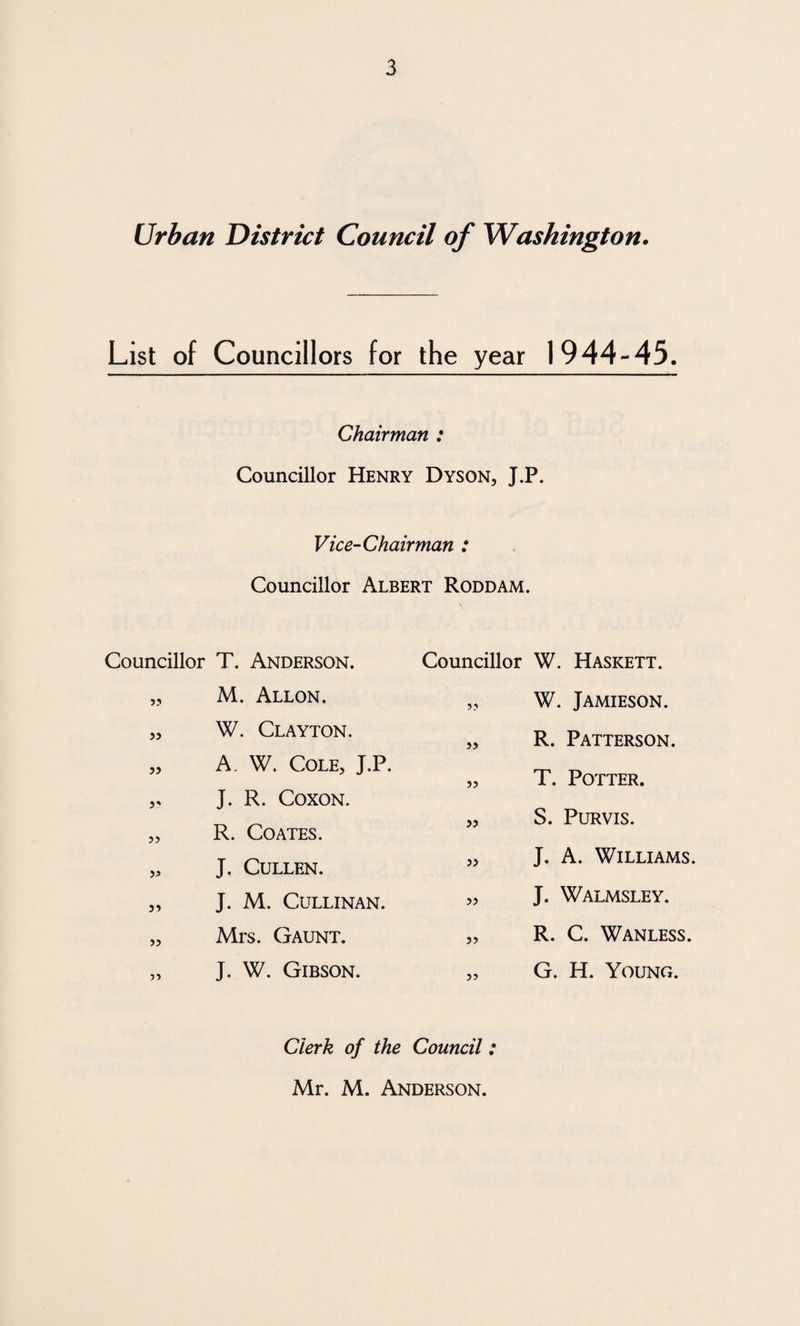 3
Urban District Council of Washington.
List of Councillors for the year 1944-45.
Chairman :
Councillor HENRY DYSON, J.P.
Vice-Chairman :
Councillor ALBERT RODDAM.
Councillor T. ANDERSON.
„ M. ALLON.
„ W. CLAYTON.
„ A. W. COLE, J.P.
„ J. R. COXON.
„ R. COATES.
„ J. CULLEN.
„ J. M. CULLINAN.
„ Mrs. GAUNT.
„ J. W. GIBSON.
Councillor W. HASKETT.
„ W. JAMIESON.
„ R. PATTERSON.
„ T. POTTER.
„ S. PURVIS.
„ J. A. WILLIAMS.
„ J. WALMSLEY.
„ R. C. WANLESS.
„ G. H. YOUNG.
Clerk of the Council :
Mr. M. ANDERSON.